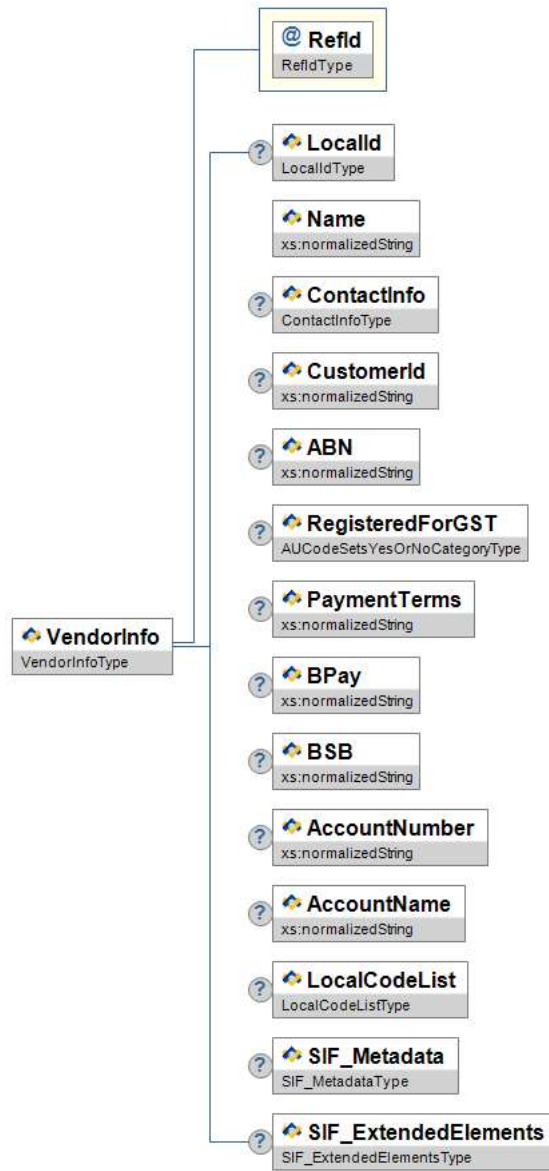 @ RefId
RefIdType
? LocalId
LocalIdType
Name
xs:normalizedString
? ContactInfo
ContactInfoType
? CustomerId
xs:normalizedString
? ABN
xs:normalizedString
? RegisteredForGST
AUCodeSetsYesOrNoCategoryType
? PaymentTerms
xs:normalizedString
VendorInfo
VendorInfoType
? BPay
xs:normalizedString
? BSB
xs:normalizedString
? AccountNumber
xs:normalizedString
? AccountName
xs:normalizedString
? LocalCodeList
LocalCodeListType
? SIF_Metadata
SIF_MetadataType
? SIF_ExtendedElements
SIF_ExtendedElementsType